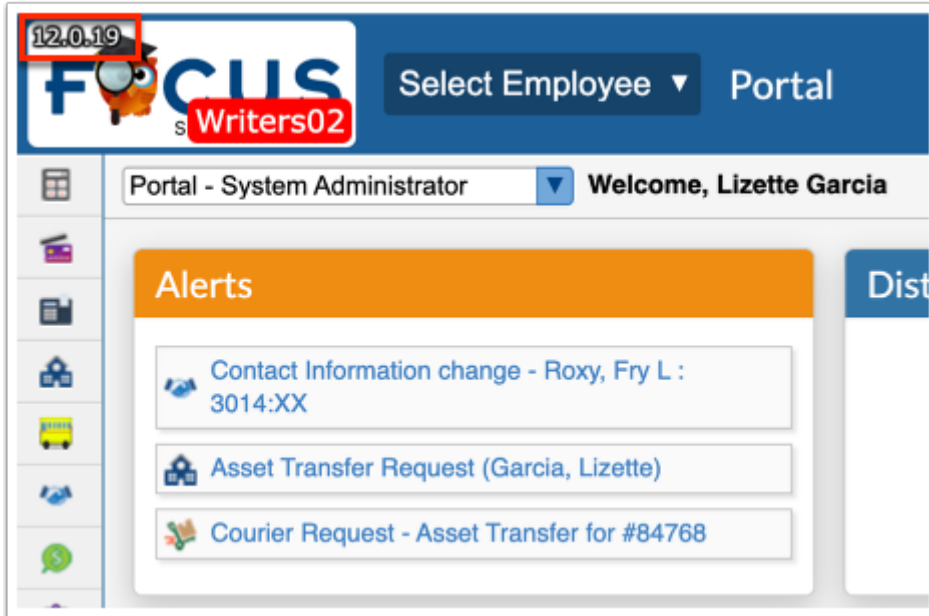 12.0.19
FOCUS
Writers02
Select Employee ▼ Portal
Portal - System Administrator
Welcome, Lizette Garcia
Alerts
Dist
Contact Information change - Roxy, Fry L :
3014:XX
Asset Transfer Request (Garcia, Lizette)
Courier Request - Asset Transfer for #84768